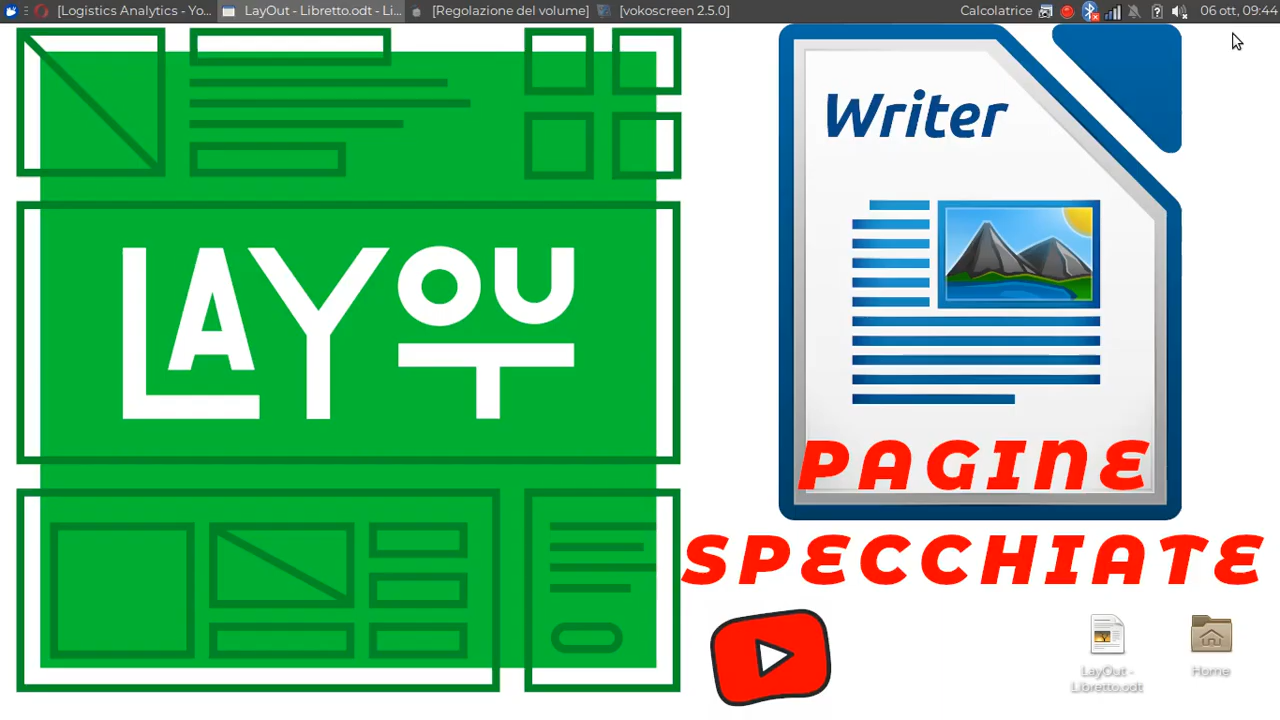 [Logistics Analytics - Yo...
LayOut - Libretto.odt - Li...
[Regolazione del volume]
[vokoscreen 2.5.0]
Calcolatrice
06 ott, 09:44
LAYOUT
Writer
PAGINE
SPECCHIATE
LayOut -
Libretto.odt
Home